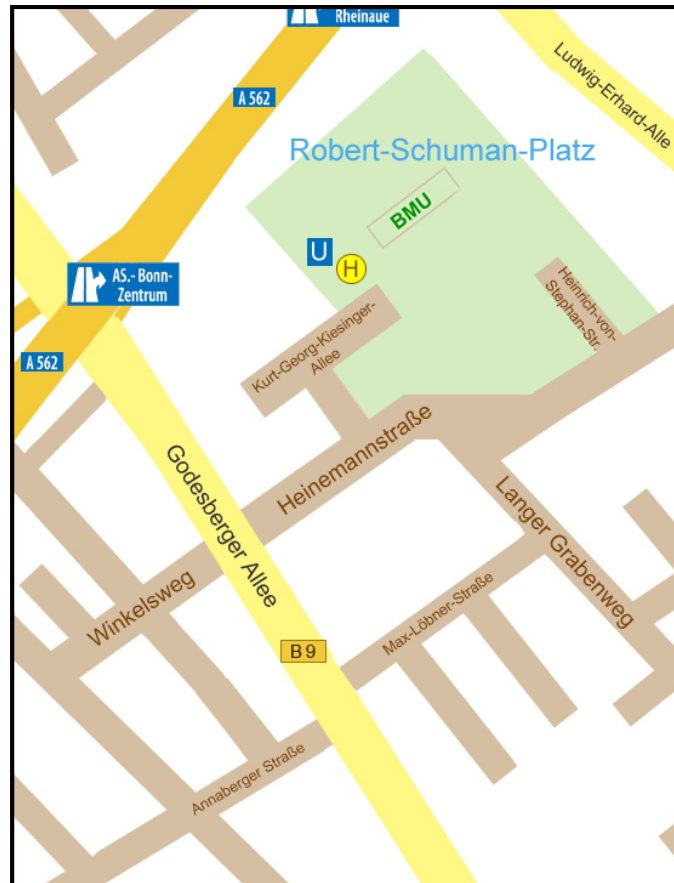 Rheinaue
A 562
Ludwig-Erhard-Alle
Robert-Schuman-Platz
BMU
U
H
AS.- Bonn-
Zentrum
Heinrich-von-
Stephan-Str.
Kurt-Georg-Kiesinger-
Allee
A 562
Heinemannstraße
Godesberger Allee
Langer Grabenweg
Winkelsweg
Max-Löbner-Straße
B 9
Annaberger Straße